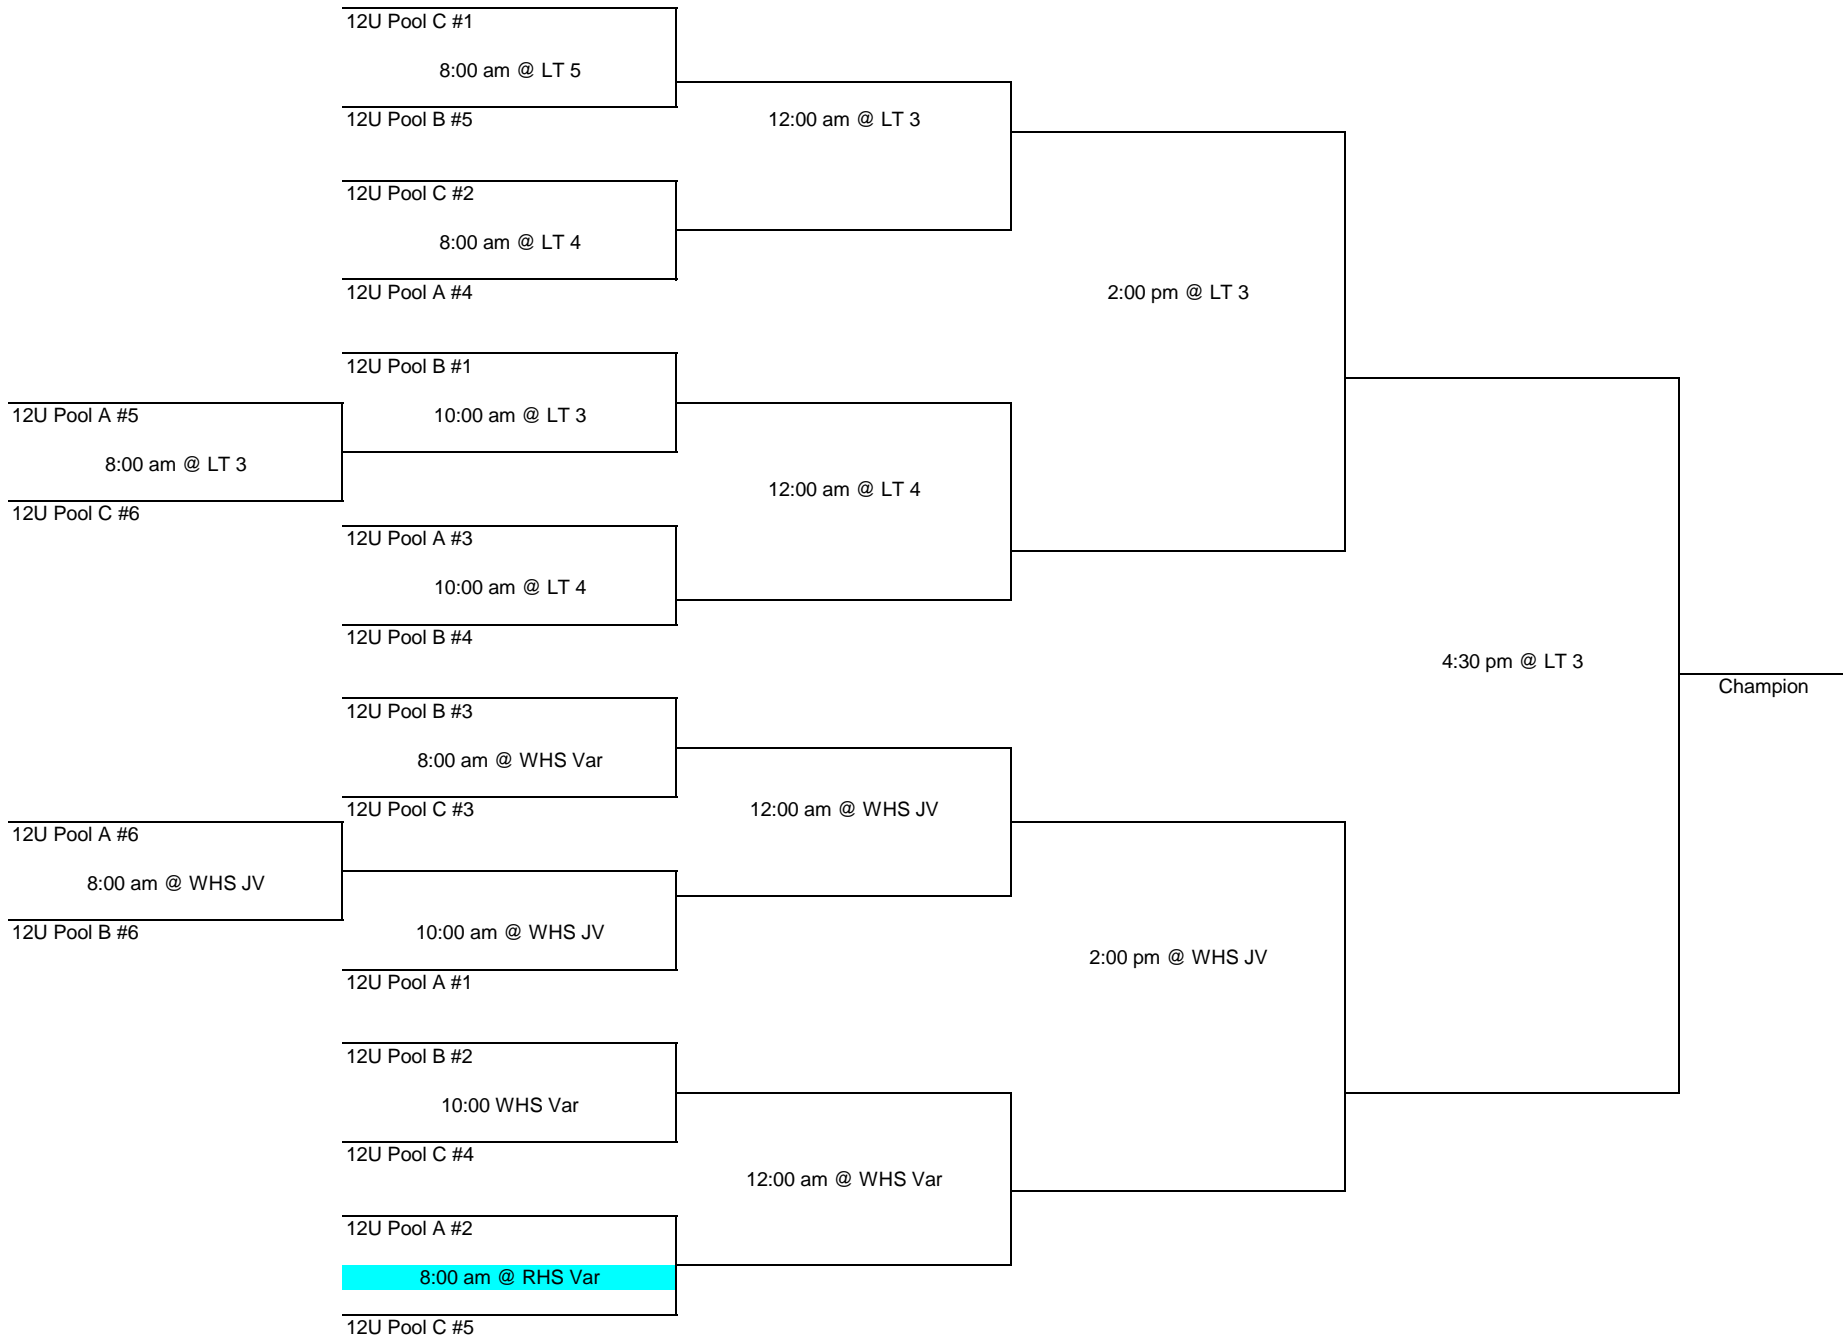 12U Pool C #1
8:00 am @ LT 5
12U Pool B #5
12:00 am @ LT 3
12U Pool C #2
8:00 am @ LT 4
12U Pool A #4
2:00 pm @ LT 3
12U Pool B #1
12U Pool A #5
10:00 am @ LT 3
8:00 am @ LT 3
12:00 am @ LT 4
12U Pool C #6
12U Pool A #3
10:00 am @ LT 4
12U Pool B #4
4:30 pm @ LT 3
Champion
12U Pool B #3
8:00 am @ WHS Var
12U Pool C #3
12:00 am @ WHS JV
12U Pool A #6
8:00 am @ WHS JV
12U Pool B #6
10:00 am @ WHS JV
2:00 pm @ WHS JV
12U Pool A #1
12U Pool B #2
10:00 WHS Var
12U Pool C #4
12:00 am @ WHS Var
12U Pool A #2
8:00 am @ RHS Var
12U Pool C #5